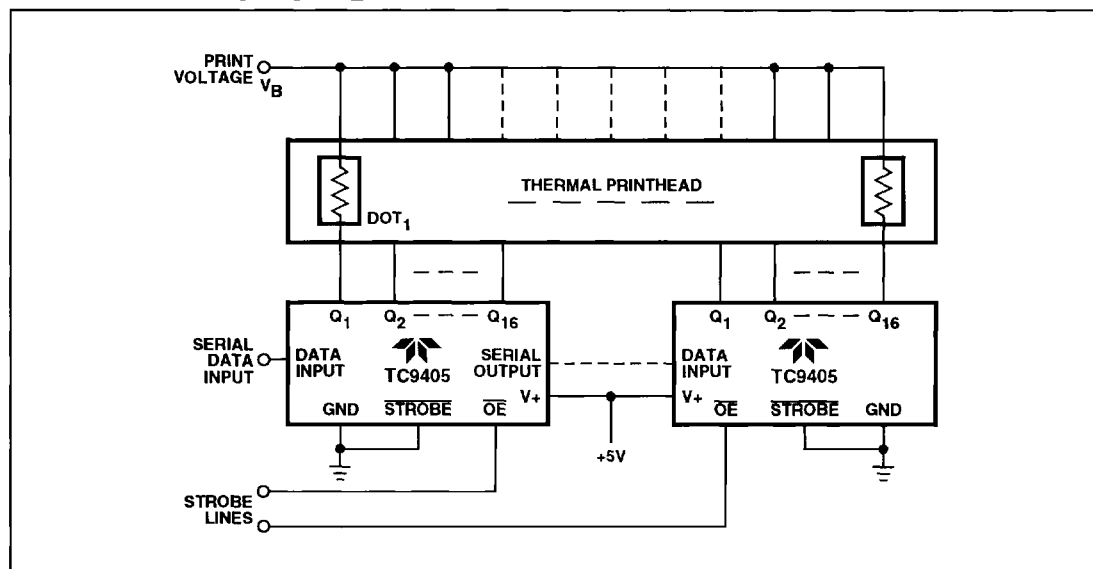 PRINT
VOLTAGE V_B
THERMAL PRINTHEAD
DOT₁
Q₁ Q₂ Q₁₆
SERIAL
DATA
INPUT
DATA
INPUT
TC9405
SERIAL
OUTPUT
V+
GND STROBE OE
Q₁ Q₂ Q₁₆
DATA
INPUT
TC9405
V+
OE STROBE GND
+5V
STROBE
LINES